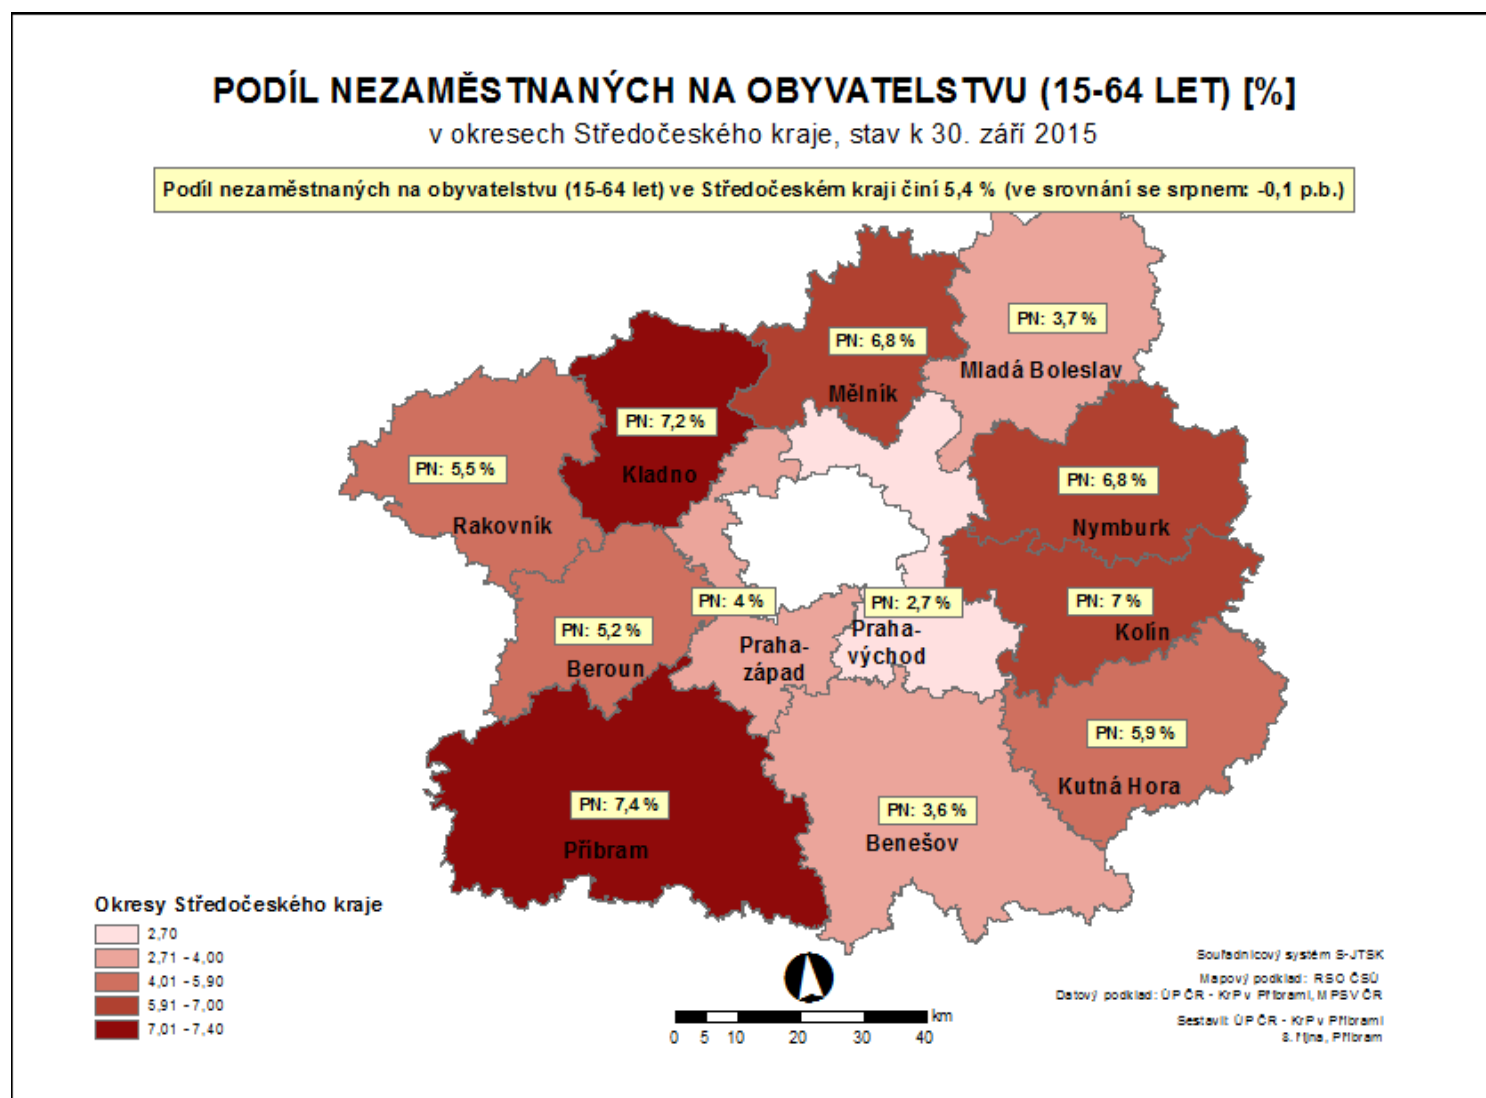 PODÍL NEZAMĚSTNANÝCH NA OBYVATELSTVU (15-64 LET) [%]
v okresech Středočeského kraje, stav k 30. září 2015
Podíl nezaměstnaných na obyvatelstvu (15-64 let) ve Středočeském kraji činí 5,4 % (ve srovnání se srpnem: -0,1 p.b.)
PN: 3,7 %
Mladá Boleslav
PN: 6,8 %
Mělník
PN: 7,2 %
Kladno
PN: 5,5 %
Rakovník
PN: 6,8 %
Nymburk
PN: 4 %
Praha-
západ
PN: 2,7 %
Praha-
východ
PN: 7 %
Kolín
PN: 5,2 %
Beroun
PN: 5,9 %
Kutná Hora
PN: 7,4 %
Příbram
PN: 3,6 %
Benešov
Okresy Středočeského kraje
2,70
2,71 - 4,00
4,01 - 5,90
5,91 - 7,00
7,01 - 7,40
km
0 5 10 20 30 40
Souřadnicový systém S-JTSK
Mapový podklad: RSO ČSÚ
Datový podklad: ÚP ČR - KrP v Příbrami, MPSV ČR
Sestavil: ÚP ČR - KrP v Příbrami
8. října, Příbram